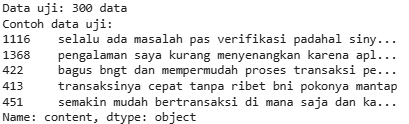 Data uji: 300 data
Contoh data uji:
1116 selalu ada masalah pas verifikasi padahal siny...
1368 pengalaman saya kurang menyenangkan karena apl...
422 bagus bngt dan mempermudah proses transaksi pe...
413 transaksinya cepat tanpa ribet bni pokonya mantap
451 semakin mudah bertransaksi di mana saja dan ka...
Name: content, dtype: object